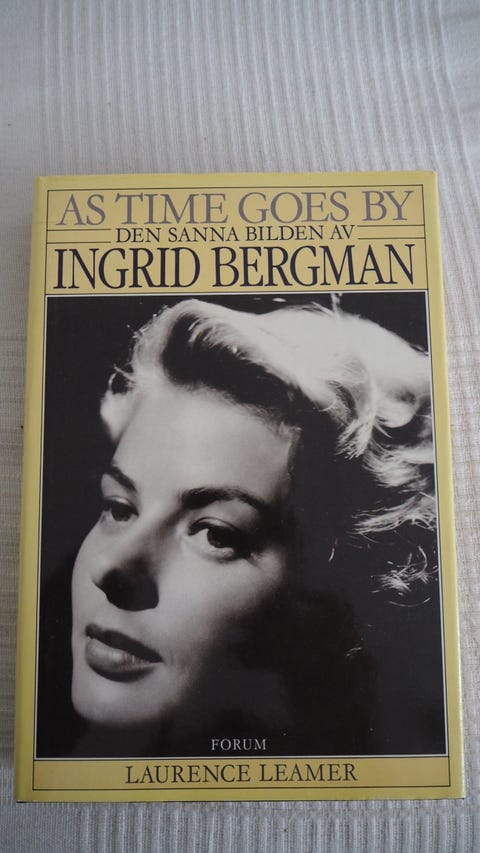 AS TIME GOES BY
DEN SANNA BILDEN AV
INGRID BERGMAN
FORUM
LAURENCE LEAMER